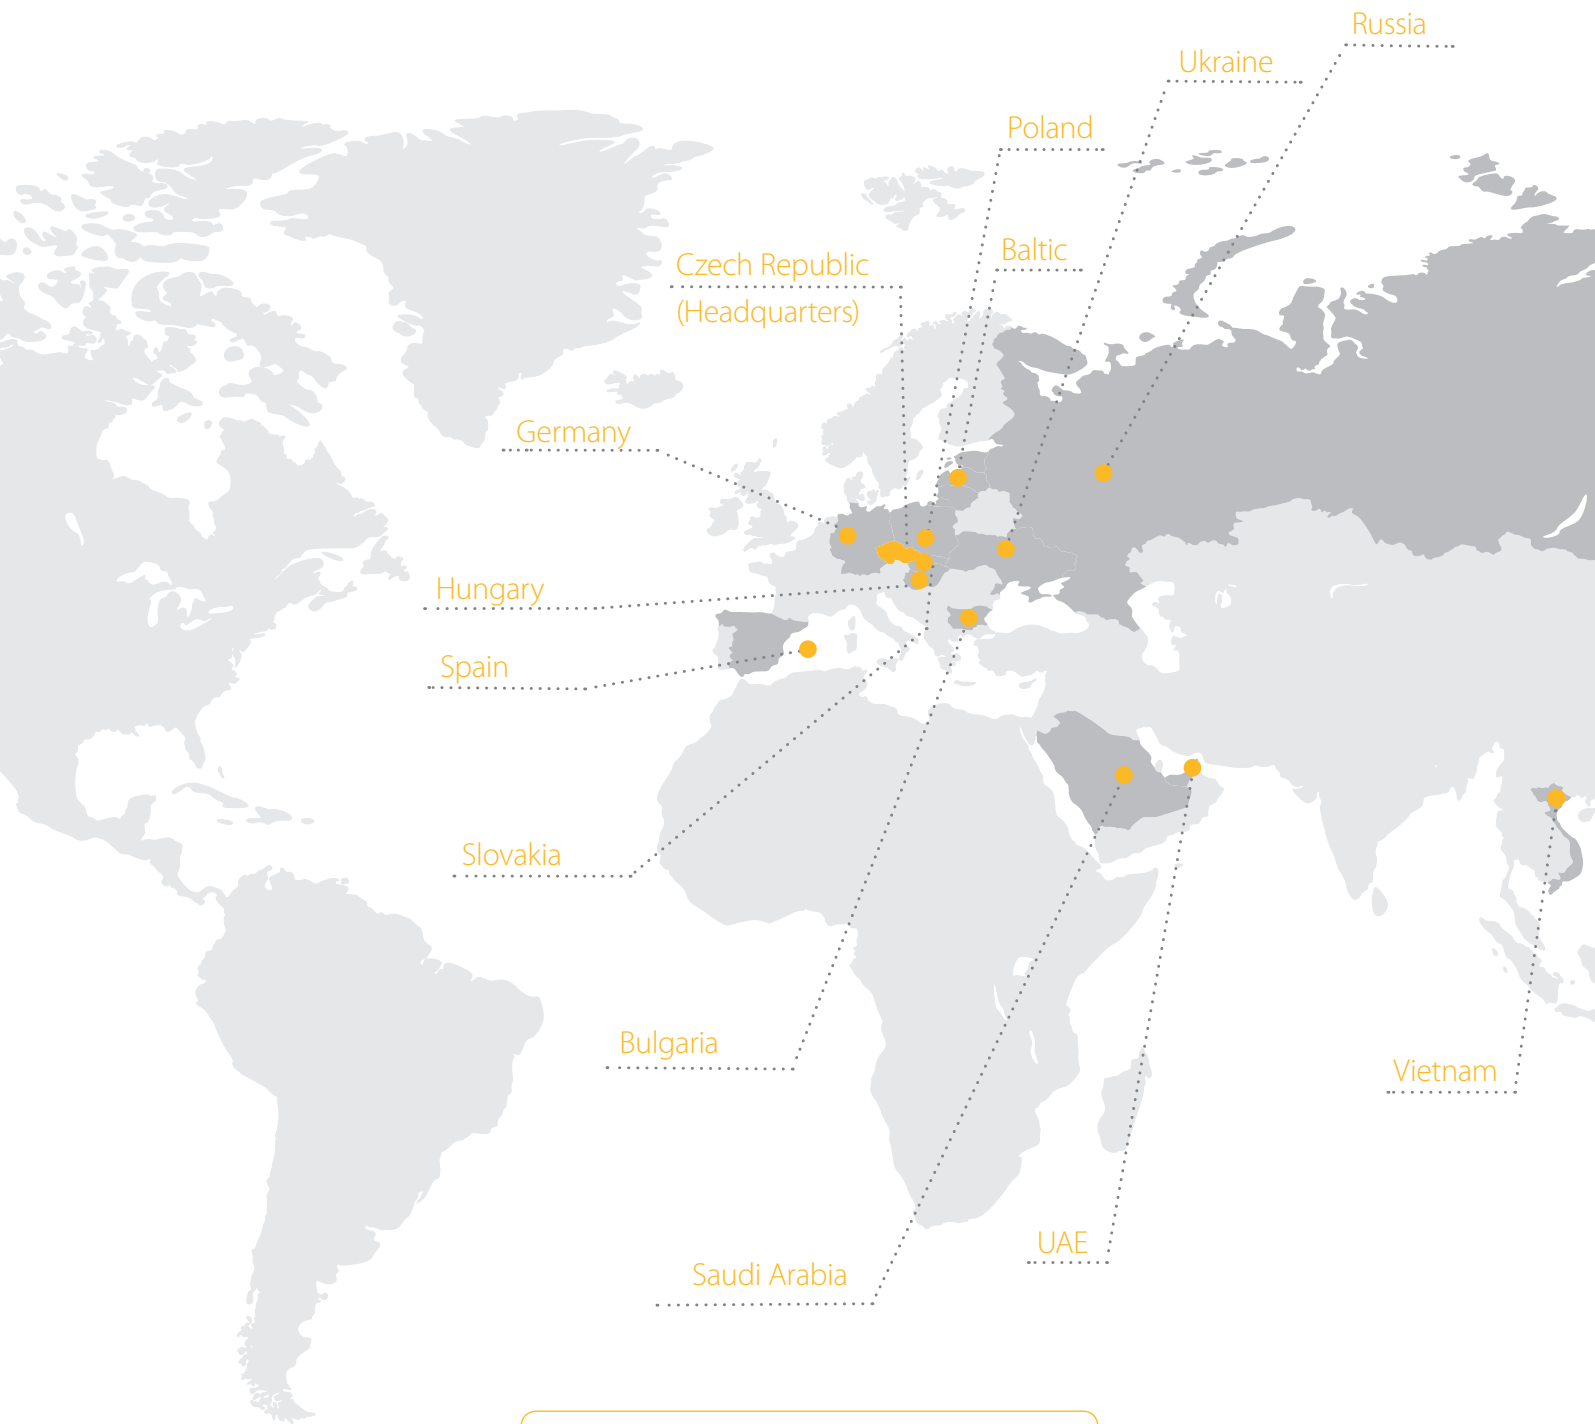 Russia
Ukraine
Poland
Baltic
Czech Republic
(Headquarters)
Germany
Hungary
Spain
Slovakia
Bulgaria
Vietnam
UAE
Saudi Arabia